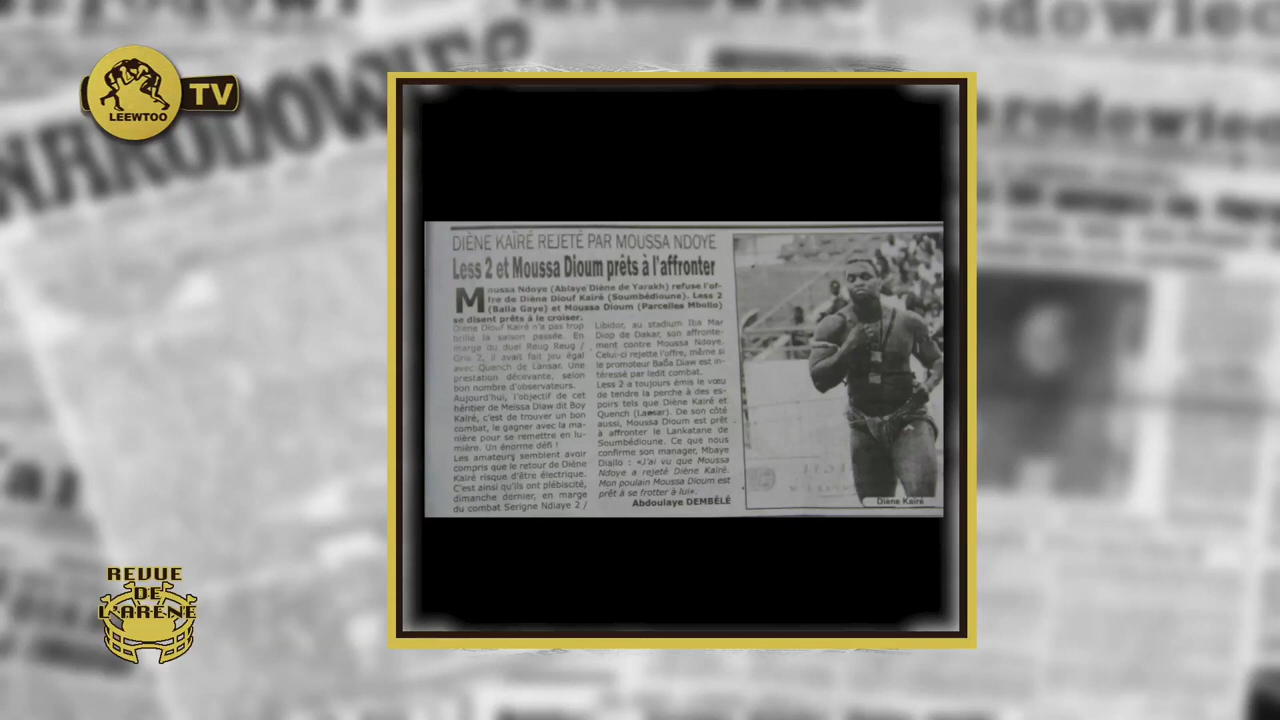 LEEWTOO
TV
DIÈNE KAÏRÉ REJETÉ PAR MOUSSA NDOYE
Less 2 et Moussa Dioum prêts à l'affronter
Moussa Ndoye (Ablaye Diène de Yarakh) refuse l'of-
fre de Diène Diouf Kaïré (Soumbédioune). Less 2
(Balla Gaye) et Moussa Dioum (Parcelles Mbollo)
se disent prêts à le croiser.
Diène Diouf Kaïré n'a pas trop
brillé la saison passée. En
marge du duel Reug Reug /
Gris 2, il avait fait jeu égal
avec Quench de Lansar. Une
prestation décevante, selon
bon nombre d'observateurs.
Aujourd'hui, l'objectif de cet
héritier de Meïssa Diaw dit Boy
Kaïré, c'est de trouver un bon
combat, le gagner avec la ma-
nière pour se remettre en lu-
mière. Un énorme défi !
Les amateurs semblent avoir
compris que le retour de Diène
Kaïré risque d'être électrique.
C'est ainsi qu'ils ont plébiscité,
dimanche dernier, en marge
du combat Serigne Ndiaye 2 /
Libidor, au stadium Iba Mar
Diop de Dakar, son affronte-
ment contre Moussa Ndoye.
Celui-ci rejette l'offre, même si
le promoteur Baba Diaw est in-
téressé par ledit combat.
Less 2 a toujours émis le vœu
de tendre la perche à des es-
poirs tels que Diène Kaïré et
Quench (Lansar). De son côté
aussi, Moussa Dioum est prêt
à affronter le Lankatane de
Soumbédioune. Ce que nous
confirme son manager, Mbaye
Diallo : «J'ai vu que Moussa
Ndoye a rejeté Diène Kaïré.
Mon poulain Moussa Dioum est
prêt à se frotter à lui».
Abdoulaye DEMBÉLÉ
Diène Kaïré
REVUE
DE
L'ARÈNE